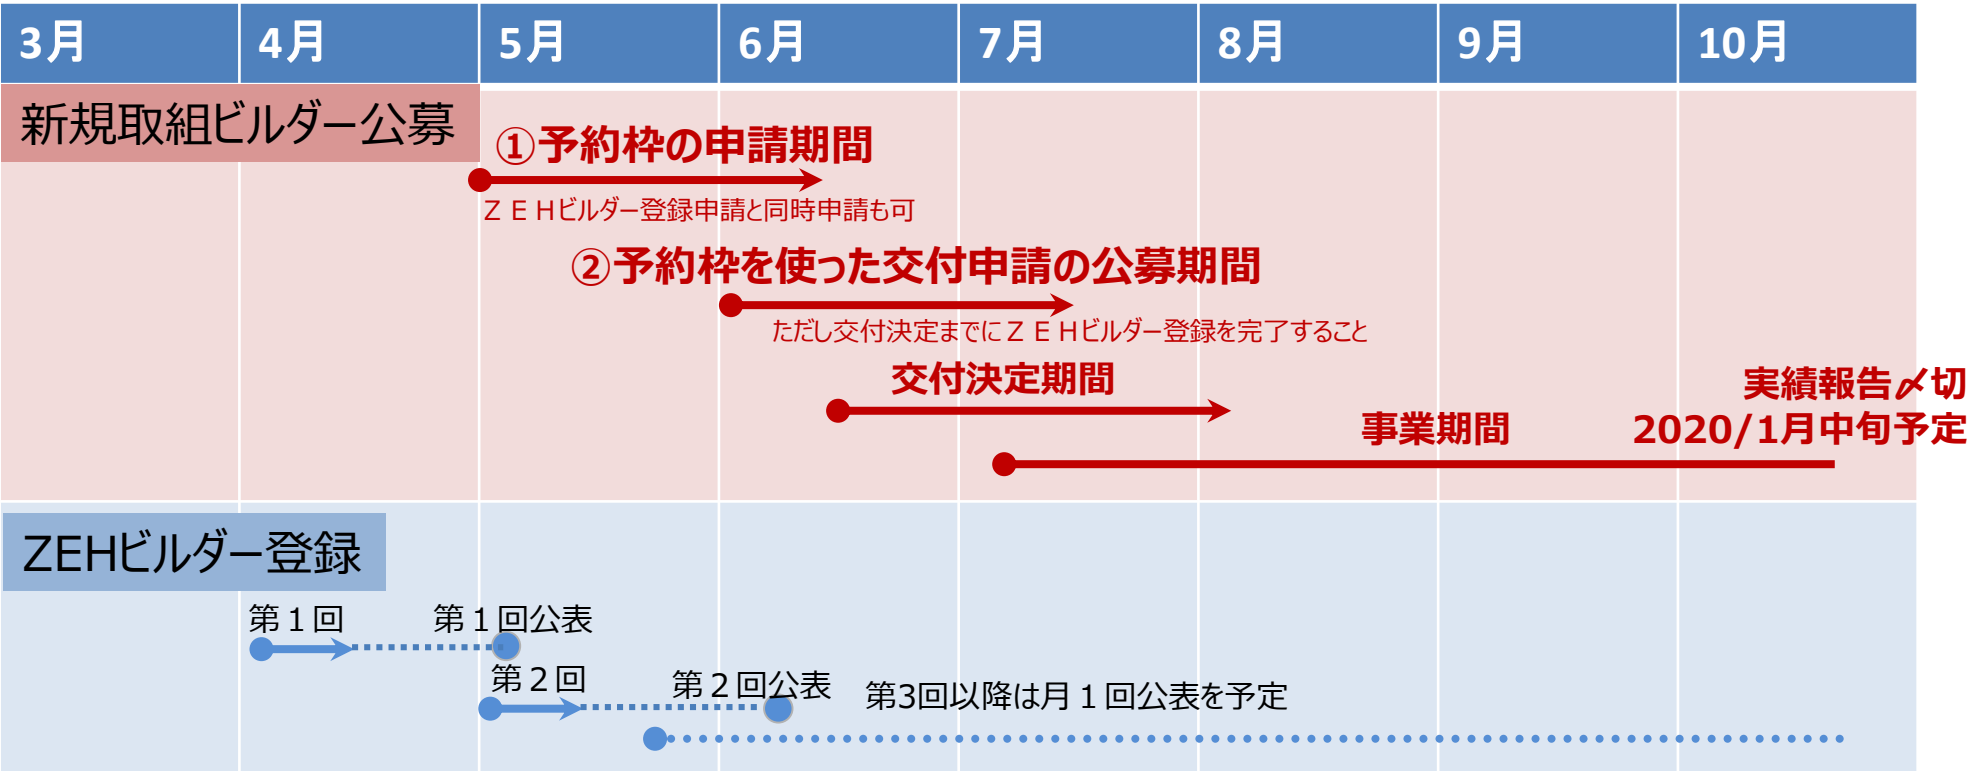 3月 4月 5月 6月 7月 8月 9月 10月
新規取組ビルダー公募
①予約枠の申請期間
ＺＥＨビルダー登録申請と同時申請も可
②予約枠を使った交付申請の公募期間
ただし交付決定までにＺＥＨビルダー登録を完了すること
交付決定期間
事業期間
実績報告〆切
2020/1月中旬予定
ZEHビルダー登録
第１回
第１回公表
第２回
第２回公表
第3回以降は月１回公表を予定